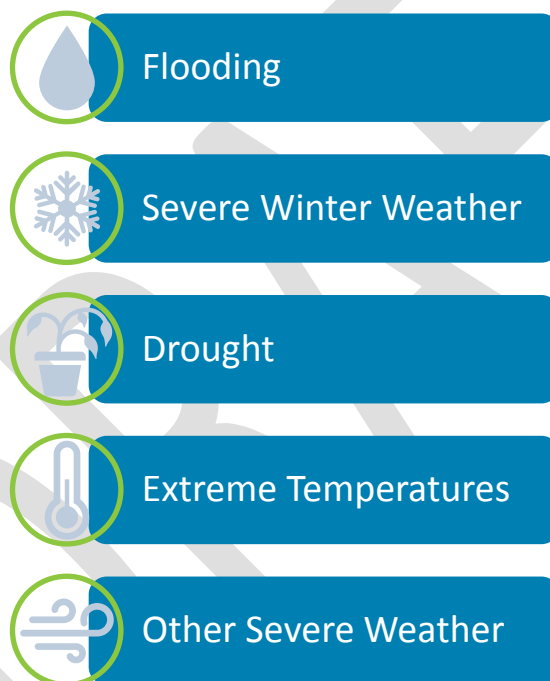 Flooding
Severe Winter Weather
Drought
Extreme Temperatures
Other Severe Weather